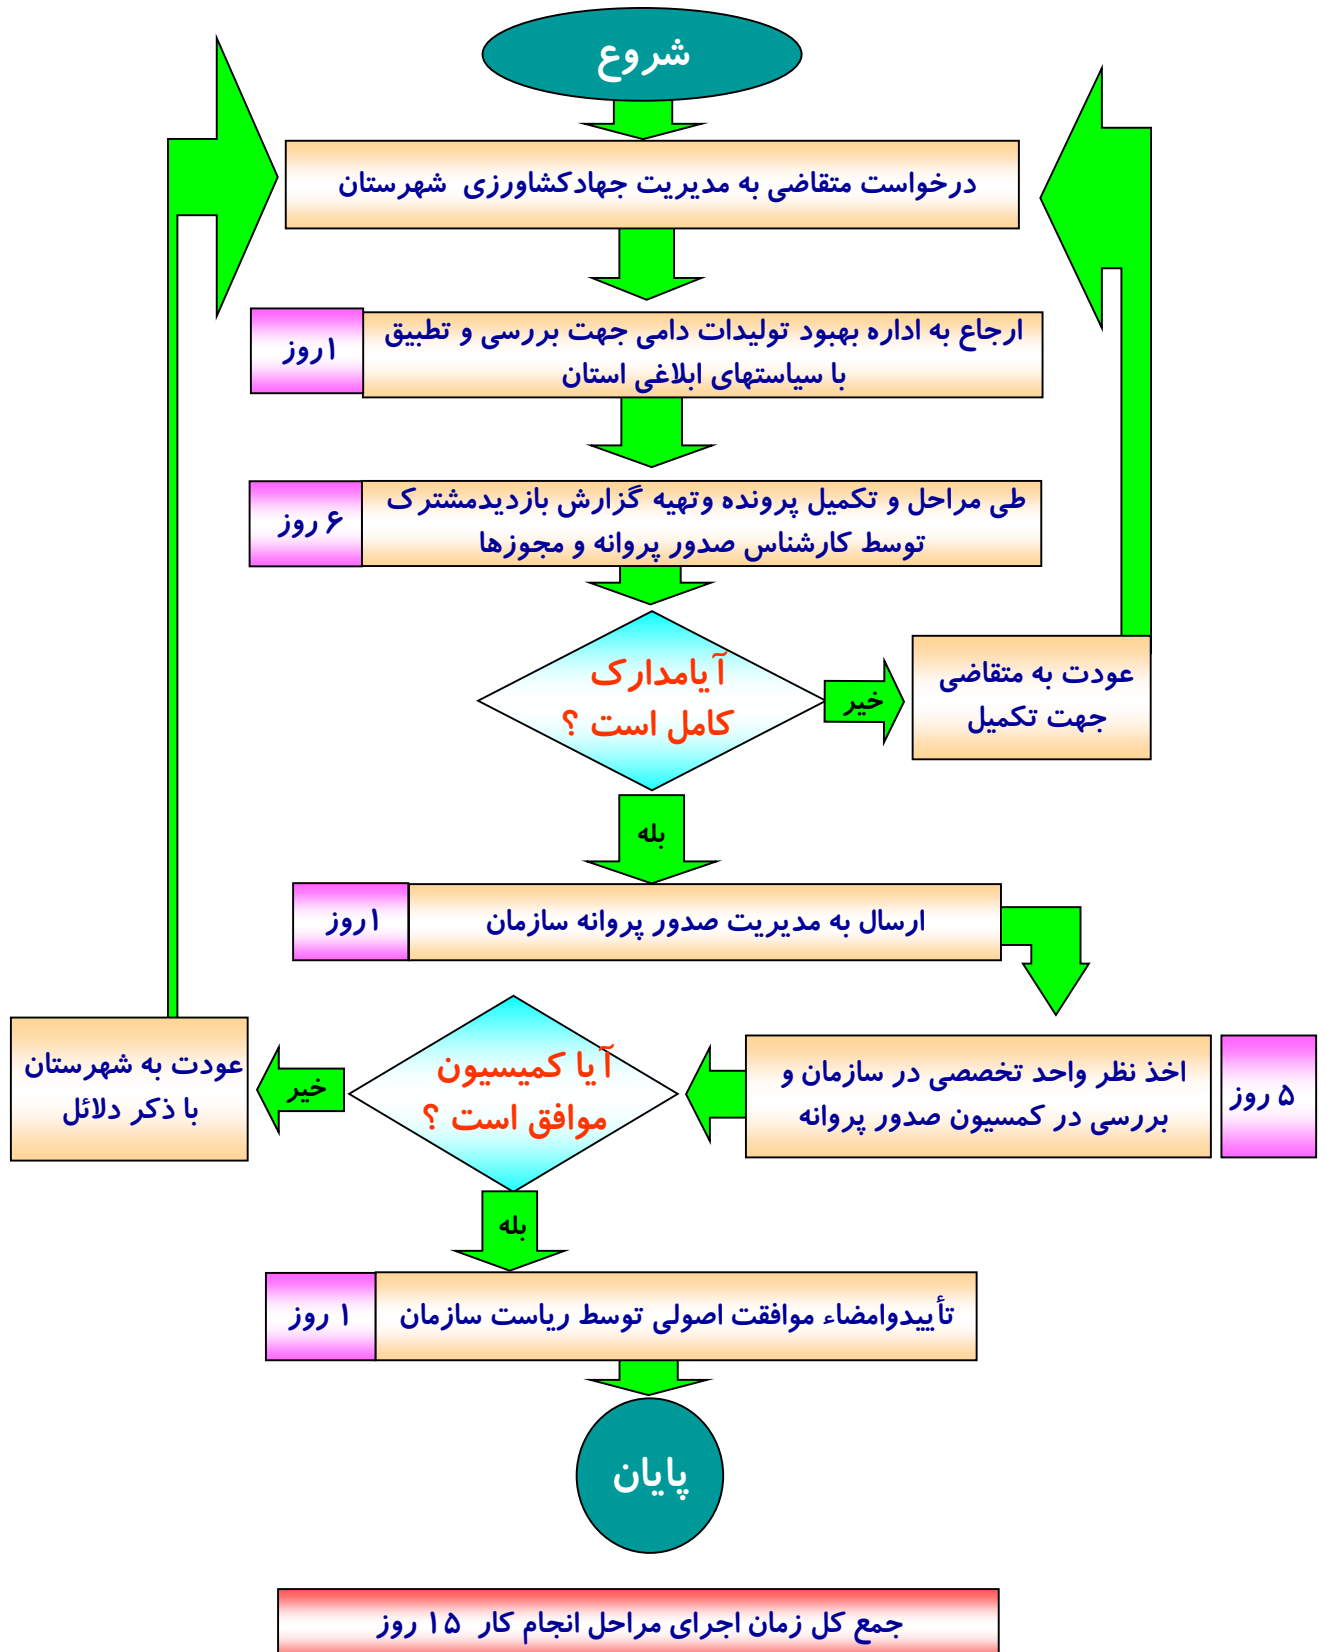 شروع
درخواست متقاضی به مدیریت جهادکشاورزی شهرستان
ارجاع به اداره بهبود تولیدات دامی جهت بررسی و تطبیق
با سیاستهای ابلاغی استان
۱روز
طی مراحل و تکمیل پرونده وتهیه گزارش بازدیدمشترک
توسط کارشناس صدور پروانه و مجوزها
۶ روز
آیامدارک
کامل است ؟
خیر
عودت به متقاضی
جهت تکمیل
بله
ارسال به مدیریت صدور پروانه سازمان
۱روز
۵ روز
اخذ نظر واحد تخصصی در سازمان و
بررسی در کمسیون صدور پروانه
آیا کمیسیون
موافق است ؟
خیر
عودت به شهرستان
با ذکر دلائل
بله
تأییدوامضاء موافقت اصولی توسط ریاست سازمان
۱ روز
پایان
جمع کل زمان اجرای مراحل انجام کار ۱۵ روز